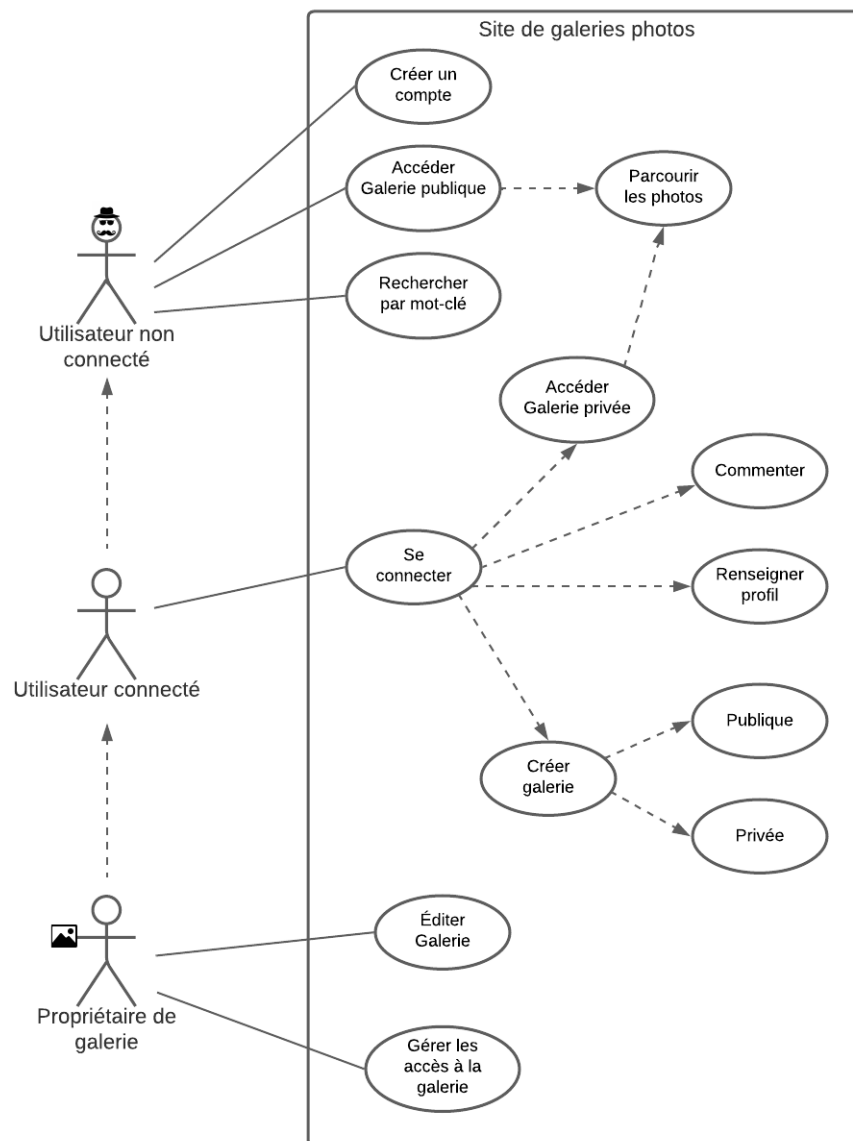 Site de galeries photos
Créer un
compte
Accéder
Galerie publique
Parcourir
les photos
Rechercher
par mot-clé
Utilisateur non
connecté
Accéder
Galerie privée
Commenter
Se
connecter
Renseigner
profil
Utilisateur connecté
Publique
Créer
galerie
Privée
Éditer
Galerie
Propriétaire de
galerie
Gérer les
accès à la
galerie